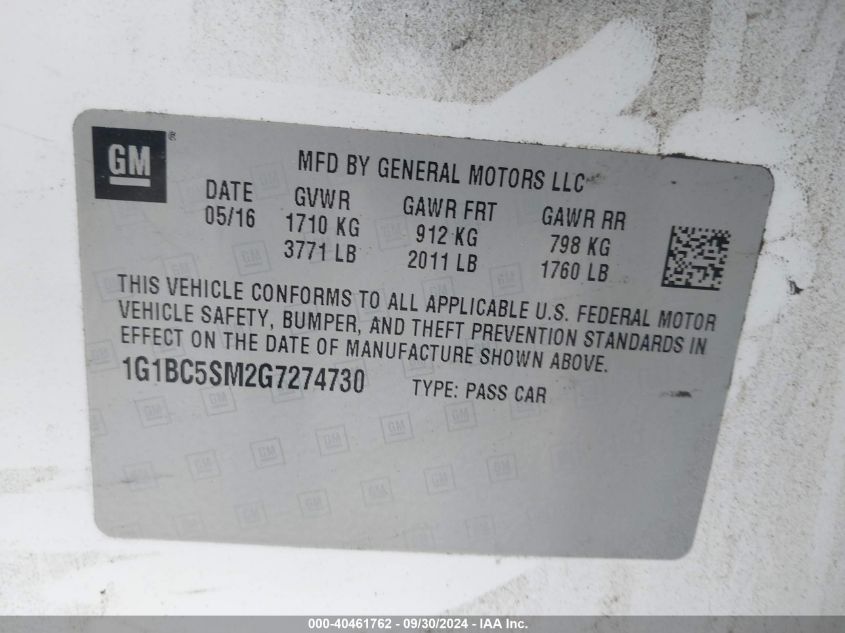 GM®
MFD BY GENERAL MOTORS LLC
DATE GVWR GAWR FRT GAWR RR
05/16 1710 KG 912 KG 798 KG
3771 LB 2011 LB 1760 LB
THIS VEHICLE CONFORMS TO ALL APPLICABLE U.S. FEDERAL MOTOR
VEHICLE SAFETY, BUMPER, AND THEFT PREVENTION STANDARDS IN
EFFECT ON THE DATE OF MANUFACTURE SHOWN ABOVE.
1G1BC5SM2G7274730 TYPE: PASS CAR
000-40461762 - 09/30/2024 - IAA Inc.